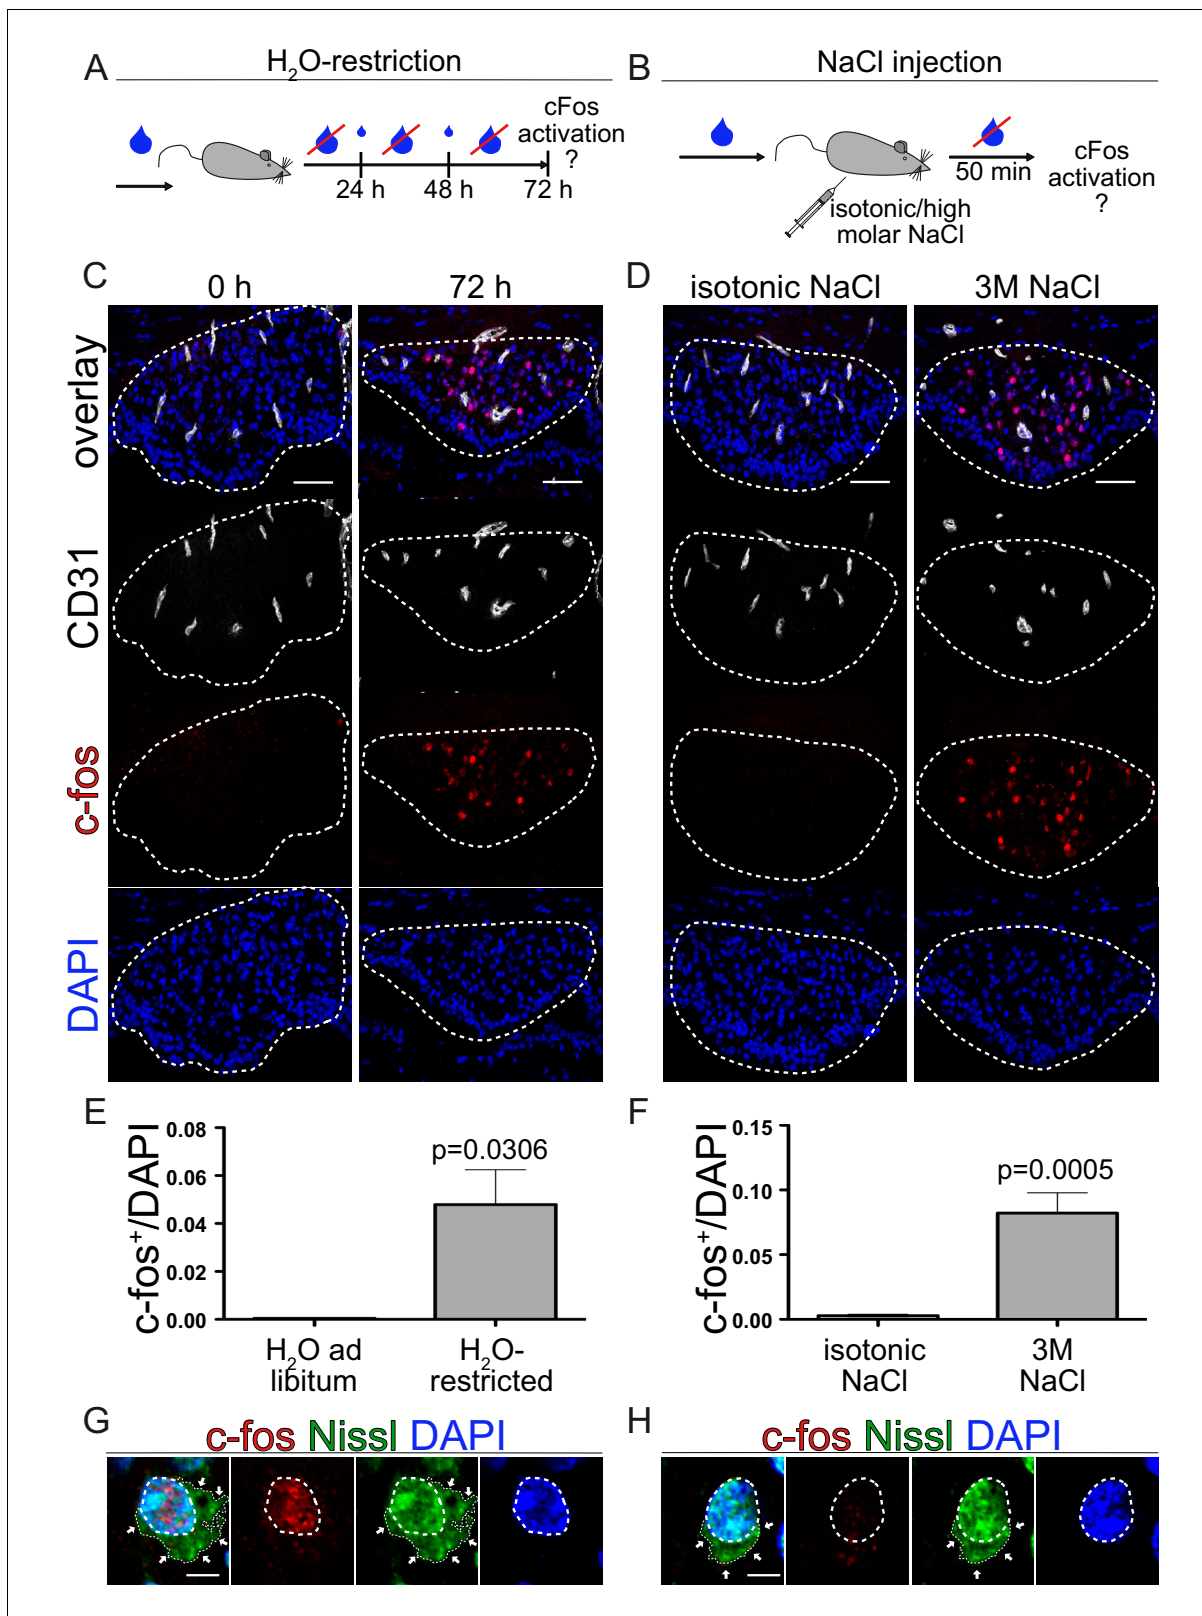 A
H₂O-restriction
24 h
48 h
72 h
cFos
activation
?
B
NaCl injection
isotonic/high
molar NaCl
50 min
cFos
activation
?
C
0 h
72 h
D
isotonic NaCl
3M NaCl
overlay
CD31
c-fos
DAPI
E
c-fos⁺/DAPI
0.08
0.06
0.04
0.02
0.00
p=0.0306
H₂O ad
libitum
H₂O-
restricted
F
c-fos⁺/DAPI
0.15
0.10
0.05
0.00
p=0.0005
isotonic
NaCl
3M
NaCl
G
c-fos Nissl DAPI
H
c-fos Nissl DAPI